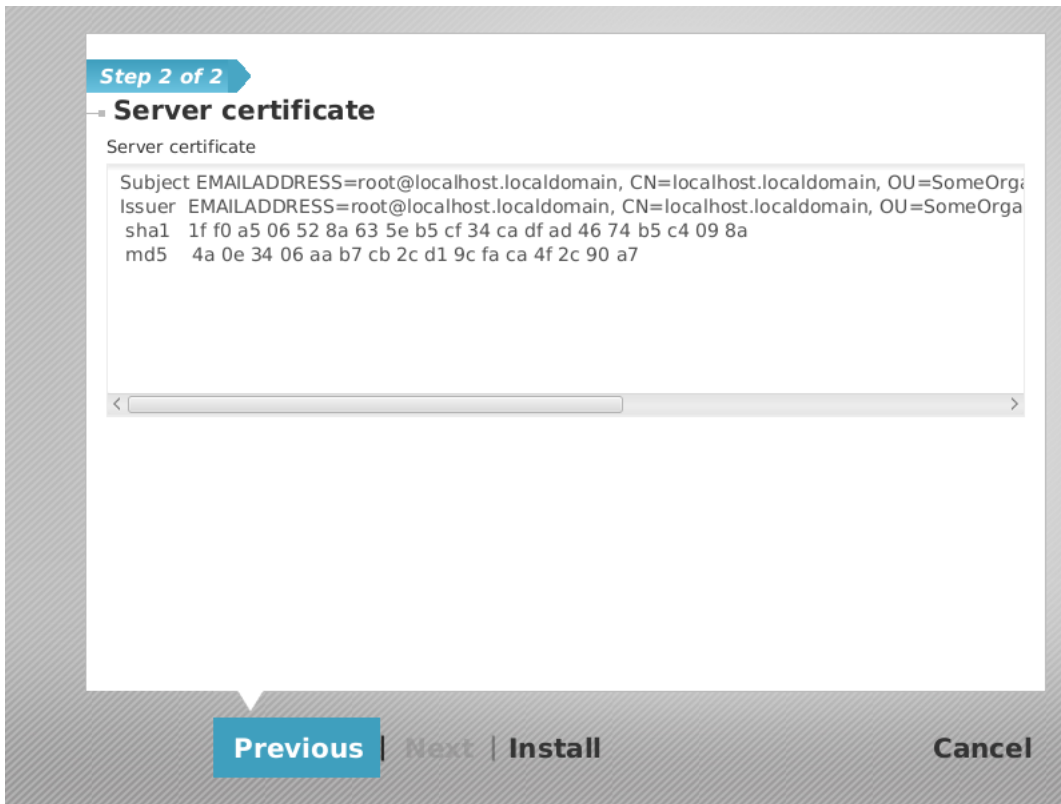 Step 2 of 2
Server certificate
Server certificate
Subject EMAILADDRESS=root@localhost.localdomain, CN=localhost.localdomain, OU=SomeOrga
Issuer EMAILADDRESS=root@localhost.localdomain, CN=localhost.localdomain, OU=SomeOrga
sha1 1f f0 a5 06 52 8a 63 5e b5 cf 34 ca df ad 46 74 b5 c4 09 8a
md5 4a 0e 34 06 aa b7 cb 2c d1 9c fa ca 4f 2c 90 a7
Previous | Next | Install Cancel